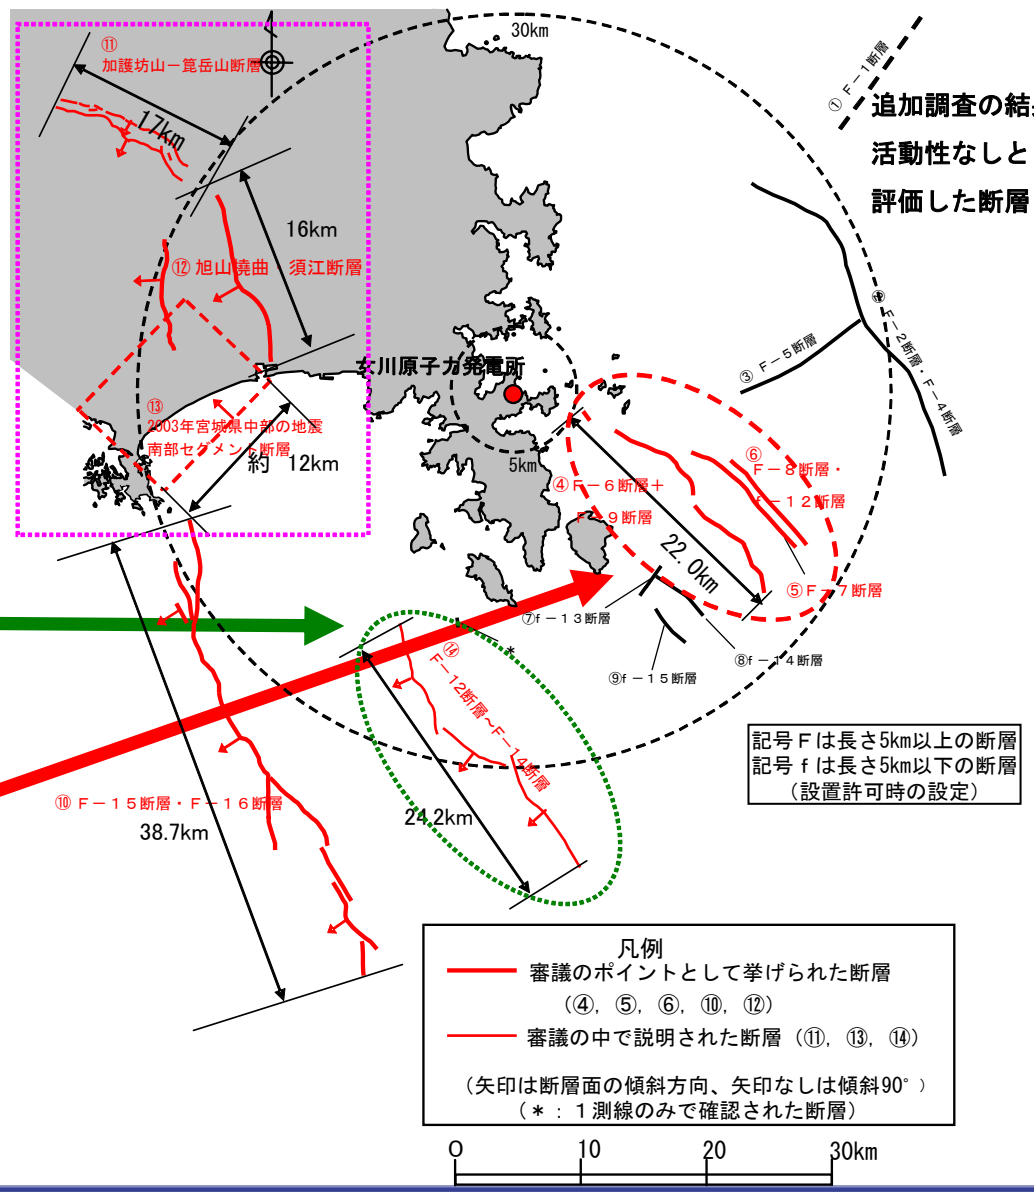 30km
① F－1断層
追加調査の結
活動性なしと
評価した断層
⑪
加護坊山－箟岳山断層
17km
16km
⑫ 旭山撓曲・須江断層
F－2断層・F－4断層
③ F－5断層
女川原子力発電所
5km
⑬
2003年宮城県中部の地震
南部セグメント断層
約 12km
④F－6断層＋
F－9断層
⑥
F－8断層・
f－12断層
22.0km
⑤F－7断層
⑦f－13断層
⑧f－14断層
⑨f－15断層
*
⑭
F－12断層～F－14断層
24.2km
⑩ F－15断層・F－16断層
38.7km
記号Fは長さ5km以上の断層
記号fは長さ5km以下の断層
（設置許可時の設定）
凡例
審議のポイントとして挙げられた断層
（④, ⑤, ⑥, ⑩, ⑫）
審議の中で説明された断層（⑪, ⑬, ⑭）
（矢印は断層面の傾斜方向、矢印なしは傾斜90°）
（*：１測線のみで確認された断層）
0 10 20 30km